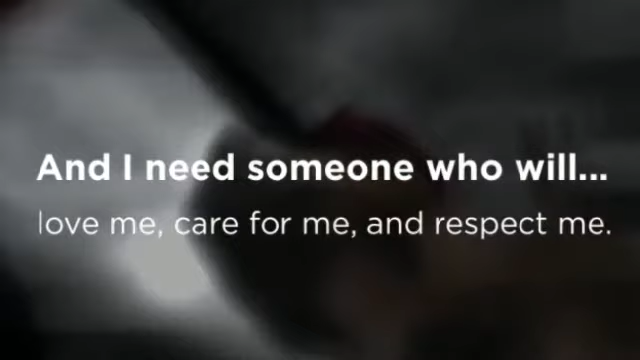 And I need someone who will...
love me, care for me, and respect me.